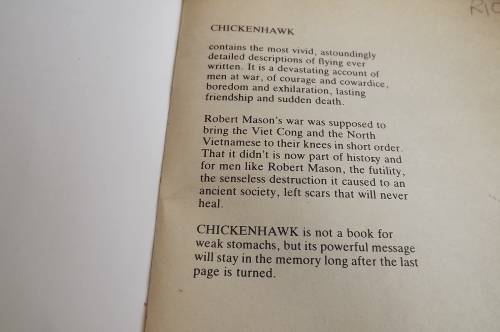 RIC
CHICKENHAWK
contains the most vivid, astoundingly
detailed descriptions of flying ever
written. It is a devastating account of
men at war, of courage and cowardice,
boredom and exhilaration, lasting
friendship and sudden death.
Robert Mason's war was supposed to
bring the Viet Cong and the North
Vietnamese to their knees in short order.
That it didn't is now part of history and
for men like Robert Mason, the futility,
the senseless destruction it caused to an
ancient society, left scars that will never
heal.
CHICKENHAWK is not a book for
weak stomachs, but its powerful message
will stay in the memory long after the last
page is turned.